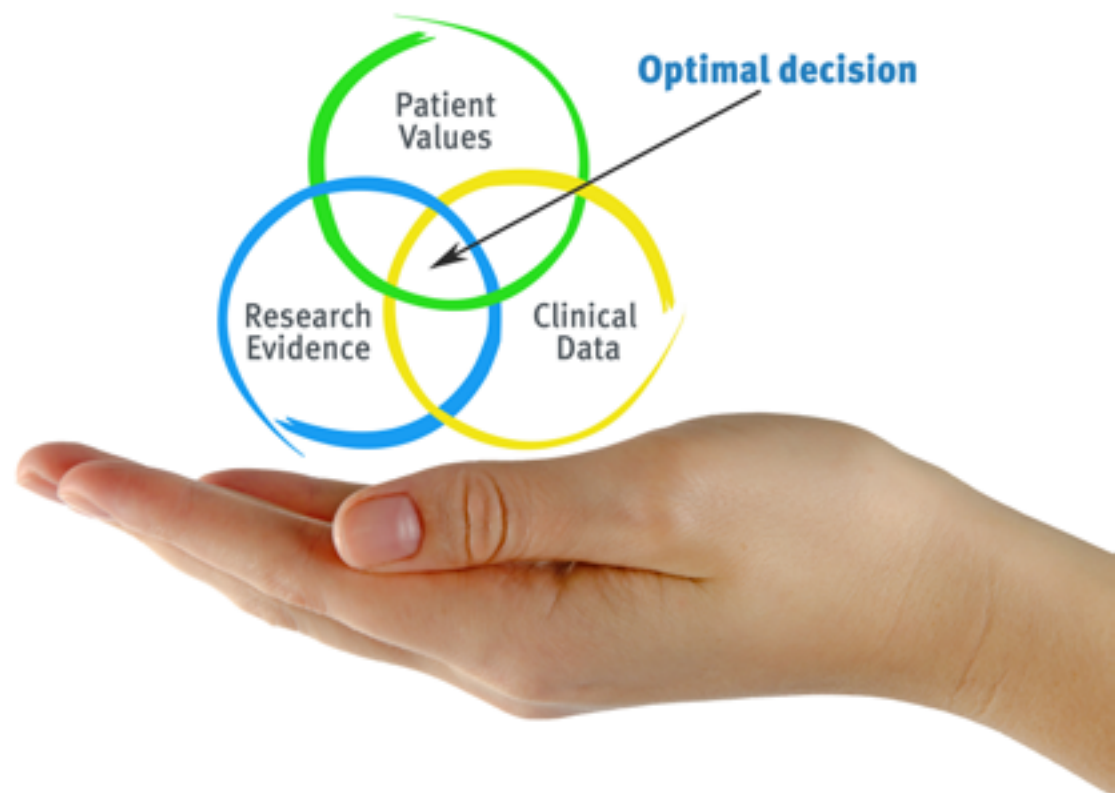 Optimal decision
Patient
Values
Research
Evidence
Clinical
Data